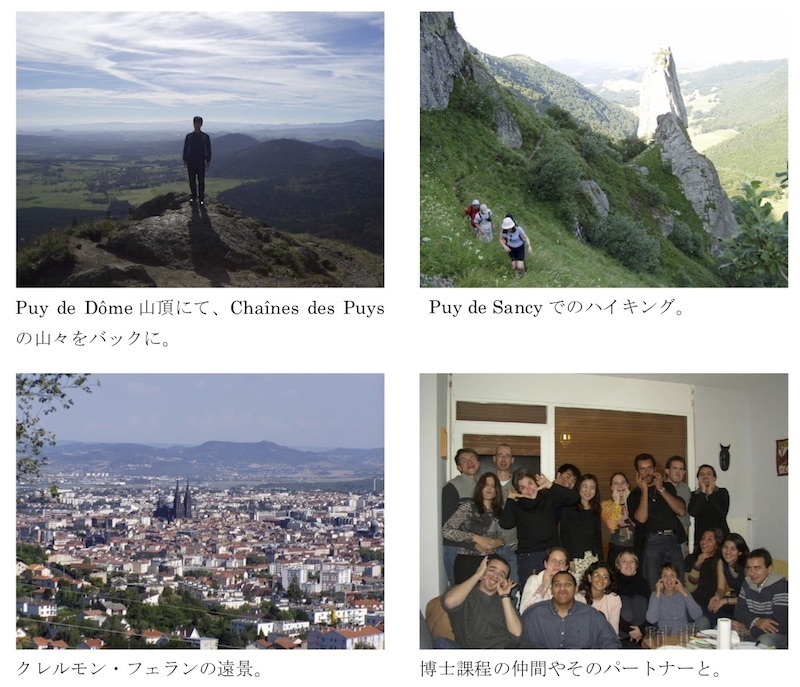 Puy de Dôme 山頂にて、Chaînes des Puys
の山々をバックに。
Puy de Sancy でのハイキング。
クレルモン・フェランの遠景。
博士課程の仲間やそのパートナーと。